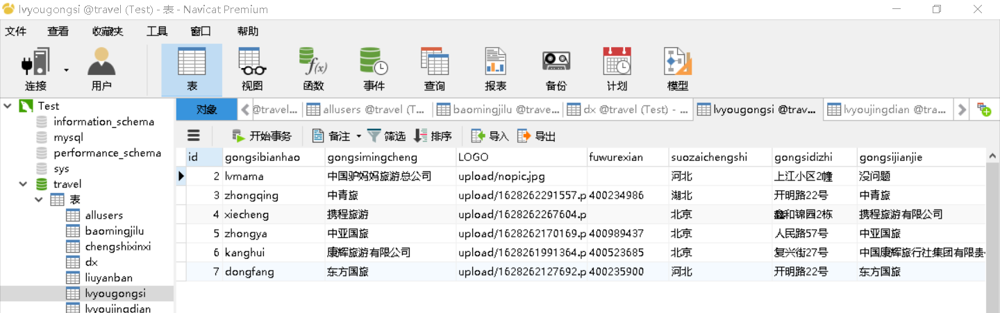 lvyougongsi @travel (Test) - 表 - Navicat Premium
文件 查看 收藏夹 工具 窗口 帮助
连接 用户 表 视图 函数 事件 查询 报表 备份 计划 模型
Test
information_schema
mysql
performance_schema
sys
travel
表
allusers
baomingjilu
chengshixinxi
dx
liuyanban
lvyougongsi
lvyoujingdian
对象 @travel... allusers @travel (T... baomingjilu @trave... dx @travel (Test) - ... lvyougongsi @trav... lvyoujingdian @tra...
开始事务 备注 筛选 排序 导入 导出
id gongsibianhao gongsimingcheng LOGO fuwurexian suozaichengshi gongsidizhi gongsijianjie
2 lvmama 中国驴妈妈旅游总公司 upload/nopic.jpg 河北 上江小区2幢 没问题
3 zhongqing 中青旅 upload/1628262291557.p 400234986 湖北 开明路22号 中青旅
4 xiecheng 携程旅游 upload/1628262267604.p 北京 鑫和锦园2栋 携程旅游有限公司
5 zhongya 中亚国旅 upload/1628262170169.p 400989437 北京 人民路57号 中亚国旅
6 kanghui 康辉旅游有限公司 upload/1628261991364.p 400523685 北京 复兴街27号 中国康辉旅行社集团有限责
7 dongfang 东方国旅 upload/1628262127692.p 400235900 河北 开明路22号 东方国旅